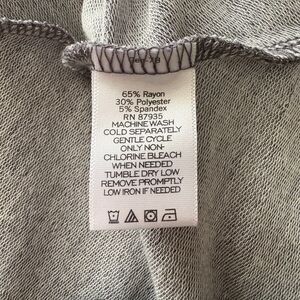 65% Rayon
30% Polyester
5% Spandex
RN 87935
MACHINE WASH
COLD SEPARATELY
GENTLE CYCLE
ONLY NON-
CHLORINE BLEACH
WHEN NEEDED
TUMBLE DRY LOW
REMOVE PROMPTLY
LOW IRON IF NEEDED